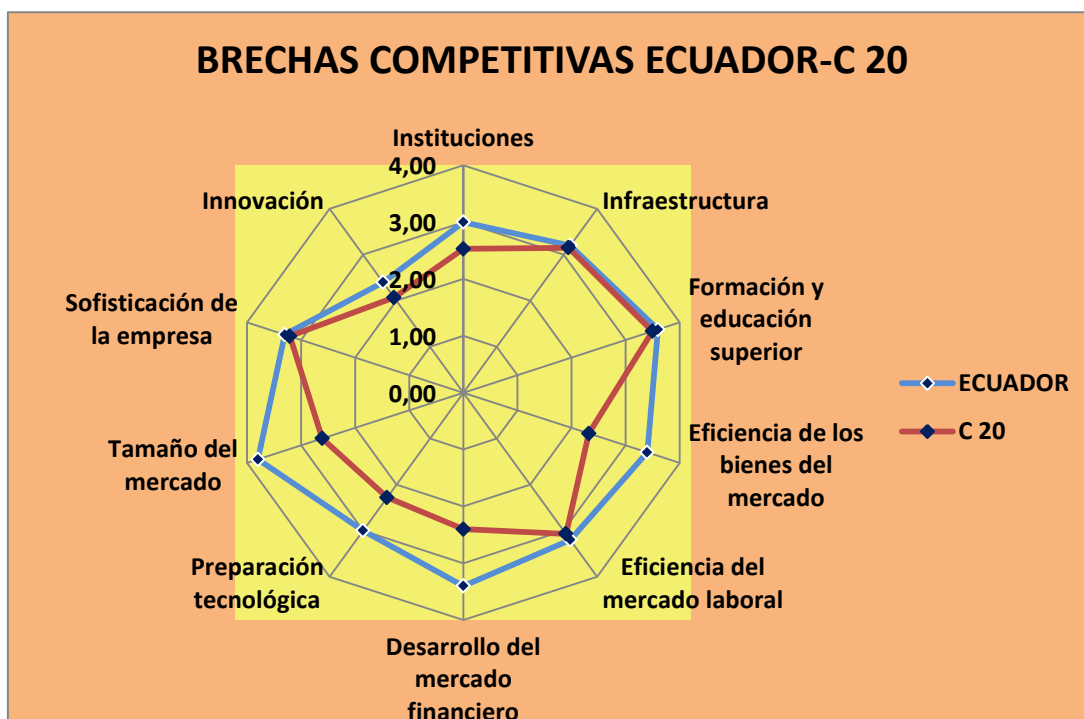 BRECHAS COMPETITIVAS ECUADOR-C 20
Instituciones
4,00
3,00
2,00
1,00
0,00
Infraestructura
Formación y
educación
superior
Eficiencia de los
bienes del
mercado
Eficiencia del
mercado laboral
Desarrollo del
mercado
financiero
Preparación
tecnológica
Tamaño del
mercado
Sofisticación de
la empresa
Innovación
ECUADOR
C 20